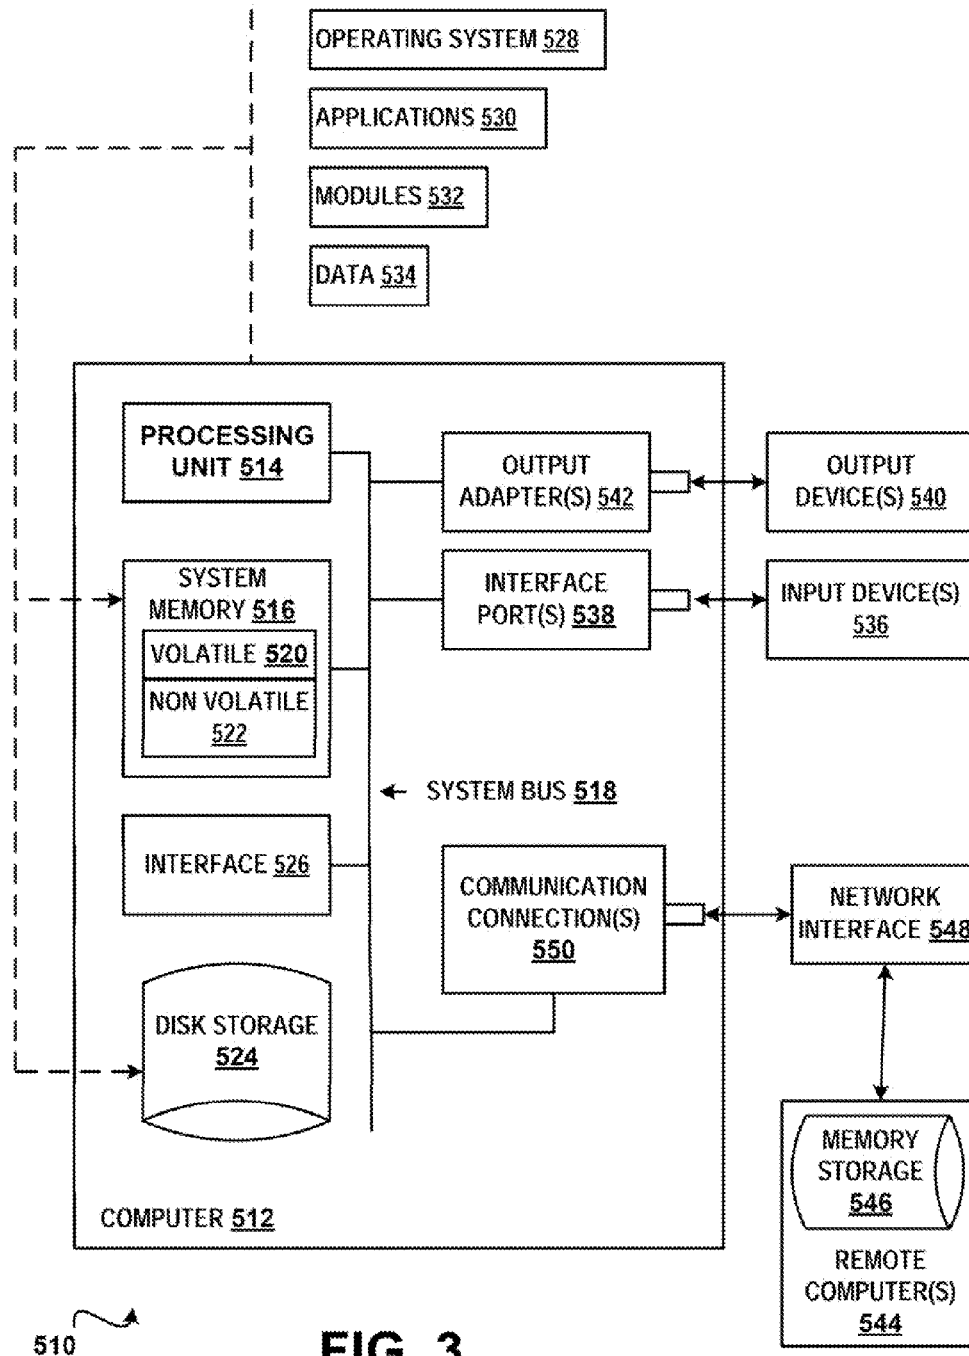 OPERATING SYSTEM 528
APPLICATIONS 530
MODULES 532
DATA 534
PROCESSING
UNIT 514
OUTPUT
ADAPTER(S) 542
OUTPUT
DEVICE(S) 540
SYSTEM
MEMORY 516
VOLATILE 520
NON VOLATILE
522
INTERFACE
PORT(S) 538
INPUT DEVICE(S)
536
SYSTEM BUS 518
INTERFACE 526
COMMUNICATION
CONNECTION(S)
550
NETWORK
INTERFACE 548
DISK STORAGE
524
MEMORY
STORAGE
546
REMOTE
COMPUTER(S)
544
COMPUTER 512
510
FIG. 3